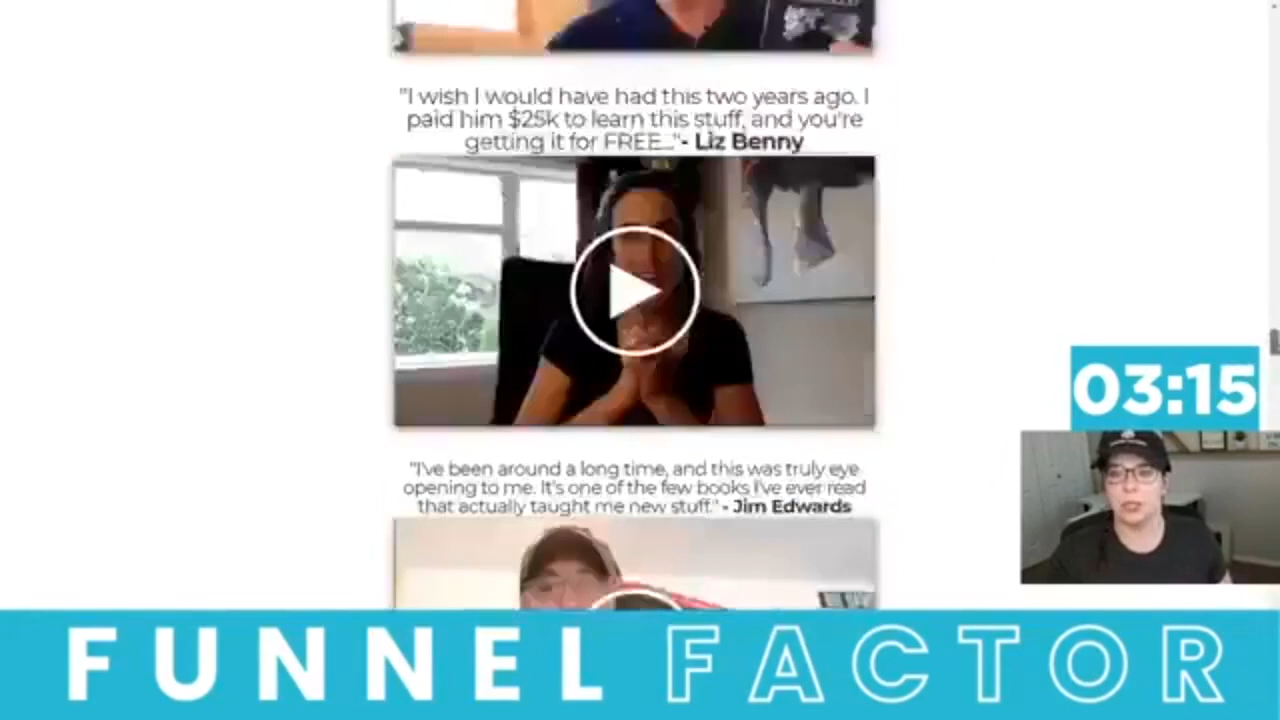 "I wish I would have had this two years ago. I
paid him $25k to learn this stuff, and you're
getting it for FREE..."- Liz Benny
"I've been around a long time, and this was truly eye
opening to me. It's one of the few books I've ever read
that actually taught me new stuff." - Jim Edwards
03:15
FUNNEL FACTOR